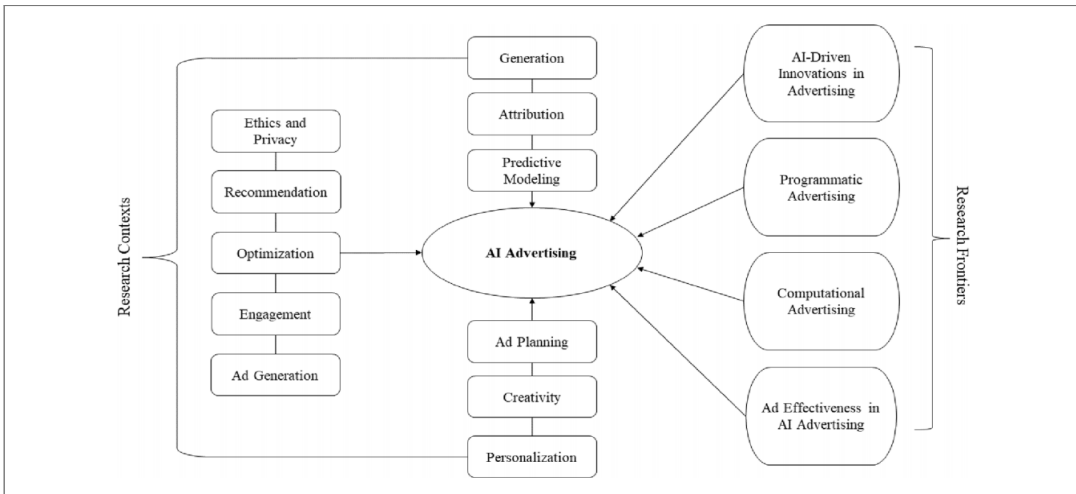 Research Contexts
Ethics and
Privacy
Recommendation
Optimization
Engagement
Ad Generation
Generation
Attribution
Predictive
Modeling
AI Advertising
Ad Planning
Creativity
Personalization
AI-Driven
Innovations in
Advertising
Programmatic
Advertising
Computational
Advertising
Ad Effectiveness in
AI Advertising
Research Frontiers